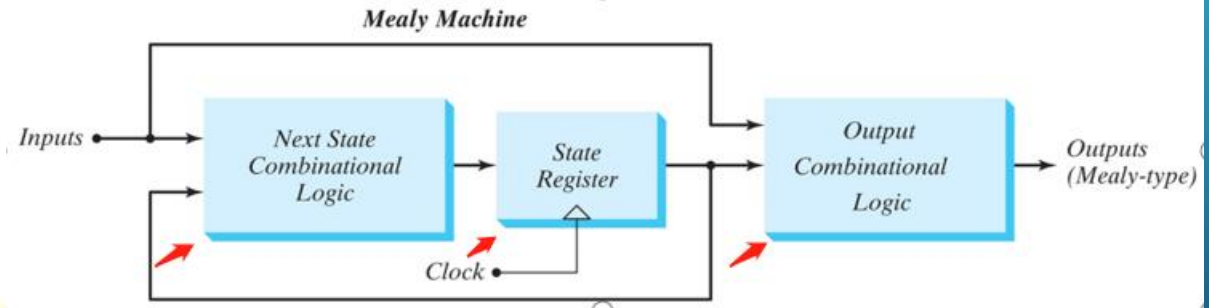 Mealy Machine
Inputs
Next State
Combinational
Logic
State
Register
Clock
Output
Combinational
Logic
Outputs
(Mealy-type)